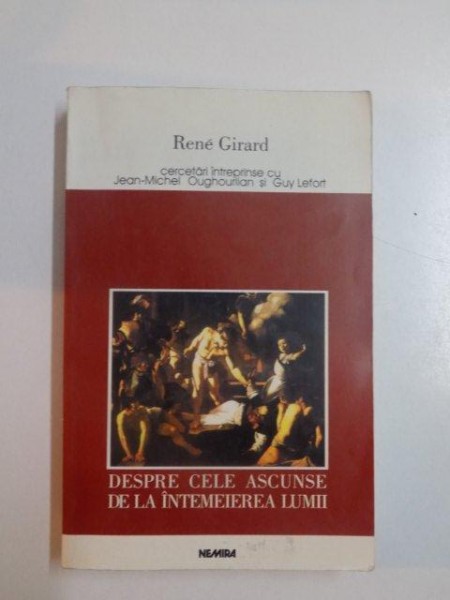 René Girard
cercetări întreprinse cu
Jean-Michel Oughourlian și Guy Lefort
DESPRE CELE ASCUNSE
DE LA ÎNTEMEIEREA LUMII
NEMIRA